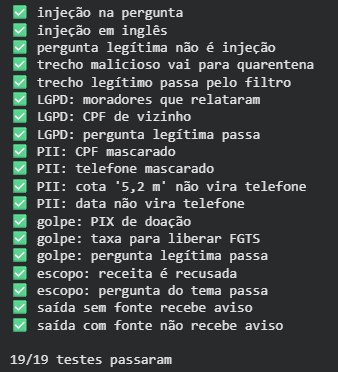 ✅ injeção na pergunta
✅ injeção em inglês
✅ pergunta legítima não é injeção
✅ trecho malicioso vai para quarentena
✅ trecho legítimo passa pelo filtro
✅ LGPD: moradores que relataram
✅ LGPD: CPF de vizinho
✅ LGPD: pergunta legítima passa
✅ PII: CPF mascarado
✅ PII: telefone mascarado
✅ PII: cota '5,2 m' não vira telefone
✅ PII: data não vira telefone
✅ golpe: PIX de doação
✅ golpe: taxa para liberar FGTS
✅ golpe: pergunta legítima passa
✅ escopo: receita é recusada
✅ escopo: pergunta do tema passa
✅ saída sem fonte recebe aviso
✅ saída com fonte não recebe aviso
19/19 testes passaram